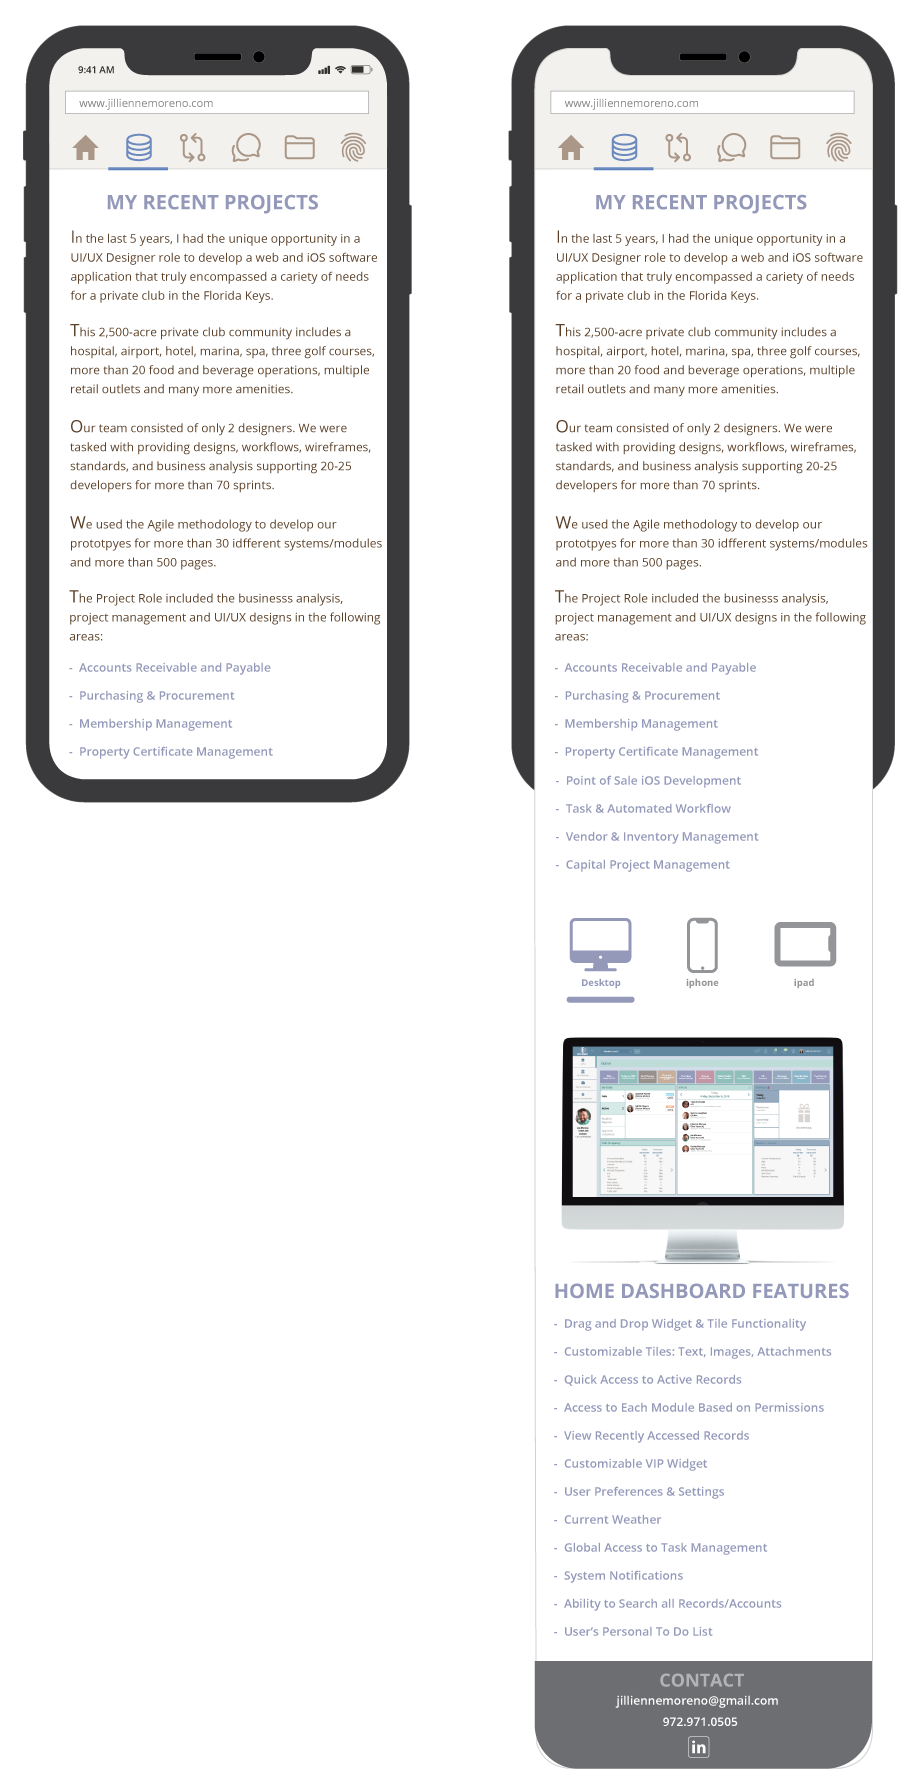 9:41 AM
www.jilliennemoreno.com
MY RECENT PROJECTS
In the last 5 years, I had the unique opportunity in a
UI/UX Designer role to develop a web and iOS software
application that truly encompassed a cariety of needs
for a private club in the Florida Keys.
This 2,500-acre private club community includes a
hospital, airport, hotel, marina, spa, three golf courses,
more than 20 food and beverage operations, multiple
retail outlets and many more amenities.
Our team consisted of only 2 designers. We were
tasked with providing designs, workflows, wireframes,
standards, and business analysis supporting 20-25
developers for more than 70 sprints.
We used the Agile methodology to develop our
prototpyes for more than 30 idfferent systems/modules
and more than 500 pages.
The Project Role included the businesss analysis,
project management and UI/UX designs in the following
areas:
- Accounts Receivable and Payable
- Purchasing & Procurement
- Membership Management
- Property Certificate Management
www.jilliennemoreno.com
MY RECENT PROJECTS
In the last 5 years, I had the unique opportunity in a
UI/UX Designer role to develop a web and iOS software
application that truly encompassed a cariety of needs
for a private club in the Florida Keys.
This 2,500-acre private club community includes a
hospital, airport, hotel, marina, spa, three golf courses,
more than 20 food and beverage operations, multiple
retail outlets and many more amenities.
Our team consisted of only 2 designers. We were
tasked with providing designs, workflows, wireframes,
standards, and business analysis supporting 20-25
developers for more than 70 sprints.
We used the Agile methodology to develop our
prototpyes for more than 30 idfferent systems/modules
and more than 500 pages.
The Project Role included the businesss analysis,
project management and UI/UX designs in the following
areas:
- Accounts Receivable and Payable
- Purchasing & Procurement
- Membership Management
- Property Certificate Management
- Point of Sale iOS Development
- Task & Automated Workflow
- Vendor & Inventory Management
- Capital Project Management
Desktop iphone ipad
HOME DASHBOARD FEATURES
- Drag and Drop Widget & Tile Functionality
- Customizable Tiles: Text, Images, Attachments
- Quick Access to Active Records
- Access to Each Module Based on Permissions
- View Recently Accessed Records
- Customizable VIP Widget
- User Preferences & Settings
- Current Weather
- Global Access to Task Management
- System Notifications
- Ability to Search all Records/Accounts
- User's Personal To Do List
CONTACT
jilliennemoreno@gmail.com
972.971.0505
in